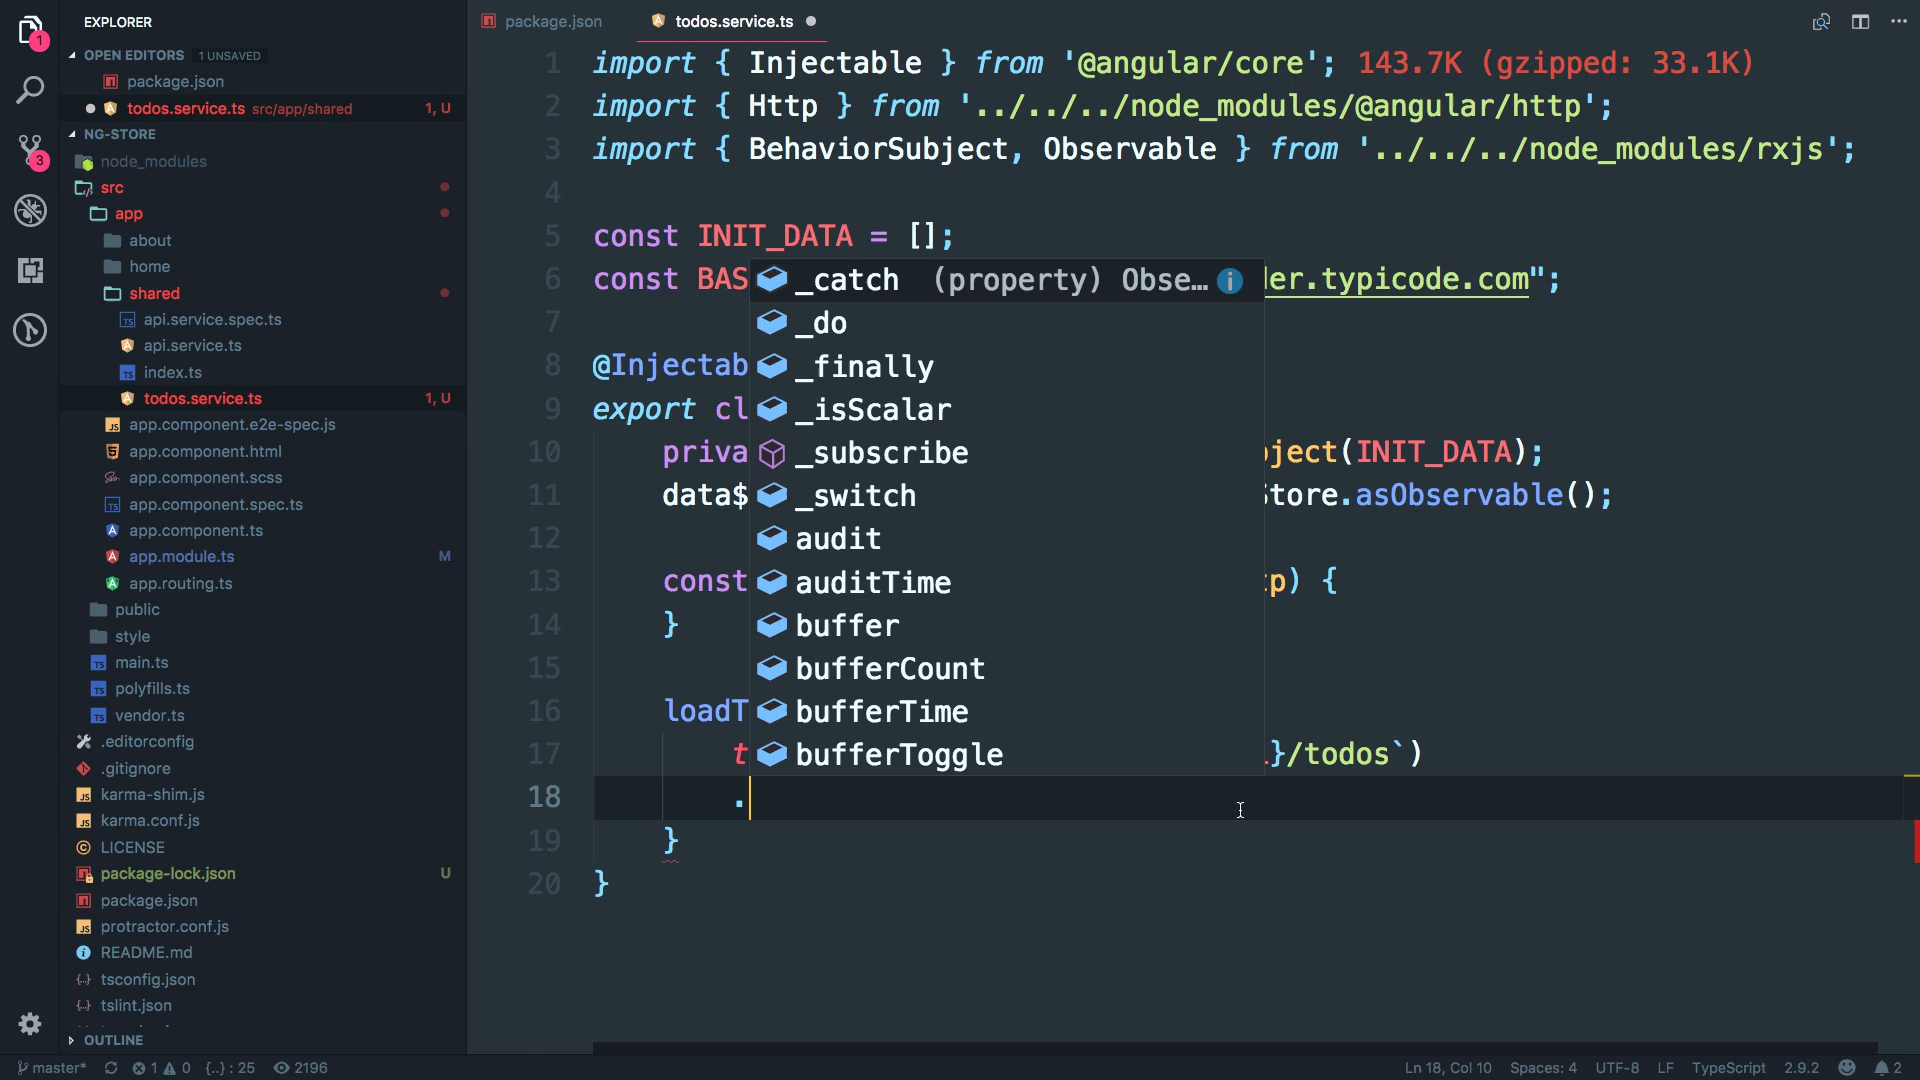 EXPLORER
OPEN EDITORS 1 UNSAVED
package.json
todos.service.ts src/app/shared 1, U
NG-STORE
node_modules
src
app
about
home
shared
api.service.spec.ts
api.service.ts
index.ts
todos.service.ts 1, U
app.component.e2e-spec.js
app.component.html
app.component.scss
app.component.spec.ts
app.component.ts
app.module.ts M
app.routing.ts
public
style
main.ts
polyfills.ts
vendor.ts
.editorconfig
.gitignore
karma-shim.js
karma.conf.js
LICENSE
package-lock.json U
package.json
protractor.conf.js
README.md
tsconfig.json
tslint.json
OUTLINE
1
3
package.json todos.service.ts
1 import { Injectable } from '@angular/core'; 143.7K (gzipped: 33.1K)
2 import { Http } from '../../../node_modules/@angular/http';
3 import { BehaviorSubject, Observable } from '../../../node_modules/rxjs';
4
5 const INIT_DATA = [];
6 const BAS er.typicode.com";
7
8 @Injectab
9 export cl
10 priva ject(INIT_DATA);
11 data$ tore.asObservable();
12
13 const p) {
14 }
15
16 loadT
17 t }/todos`)
18 .
19 }
20 }
_catch (property) Obse…
_do
_finally
_isScalar
_subscribe
_switch
audit
auditTime
buffer
bufferCount
bufferTime
bufferToggle
master* 1 0 {..} : 25 2196 Ln 18, Col 10 Spaces: 4 UTF-8 LF TypeScript 2.9.2 2